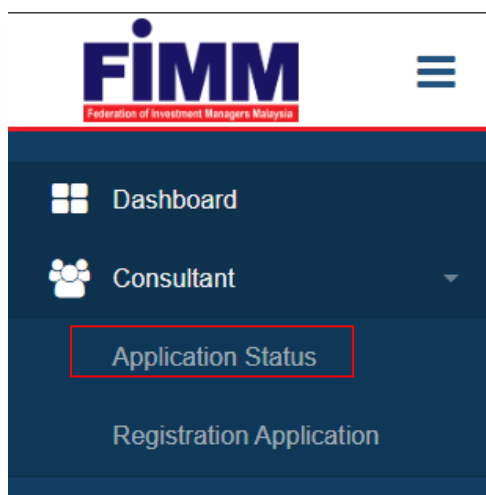 FiMM
Federation of Investment Managers Malaysia
Dashboard
Consultant
Application Status
Registration Application